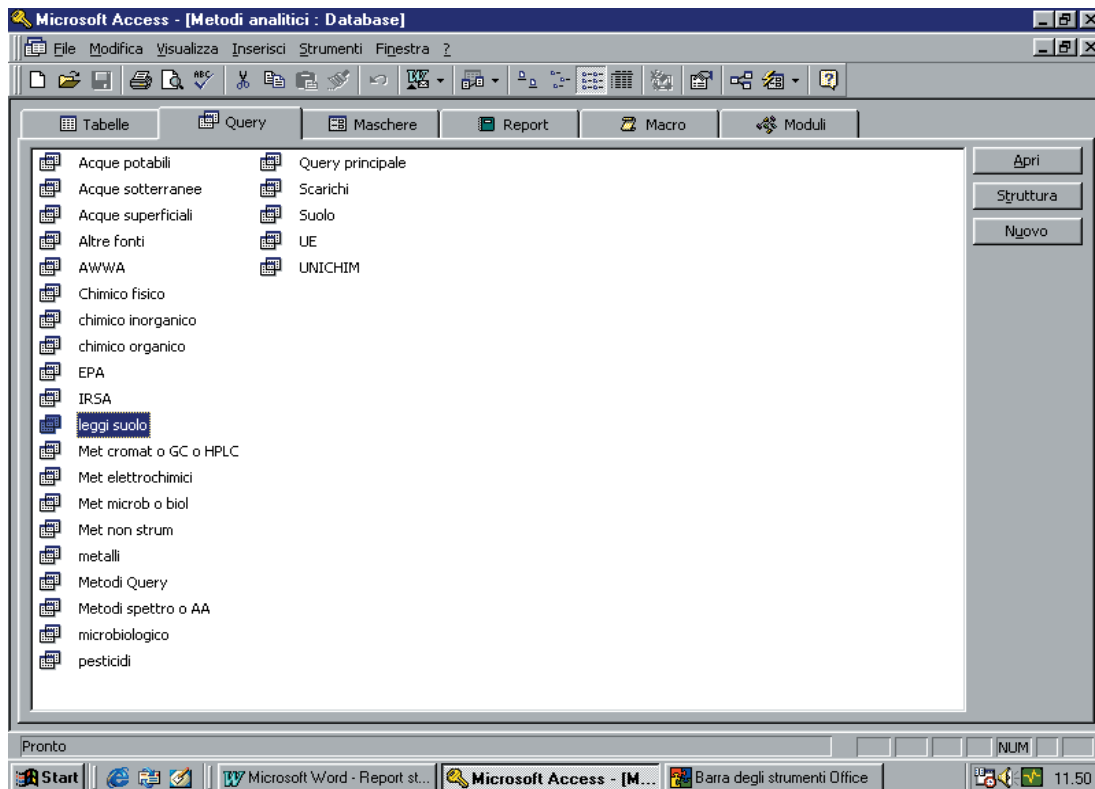 Microsoft Access - [Metodi analitici : Database]
File Modifica Visualizza Inserisci Strumenti Finestra ?
ABC
Tabelle Query Maschere Report Macro Moduli
Acque potabili
Acque sotterranee
Acque superficiali
Altre fonti
AWWA
Chimico fisico
chimico inorganico
chimico organico
EPA
IRSA
leggi suolo
Met cromat o GC o HPLC
Met elettrochimici
Met microb o biol
Met non strum
metalli
Metodi Query
Metodi spettro o AA
microbiologico
pesticidi
Query principale
Scarichi
Suolo
UE
UNICHIM
Apri
Struttura
Nuovo
Pronto NUM
Start Microsoft Word - Report st... Microsoft Access - [M... Barra degli strumenti Office 11.50